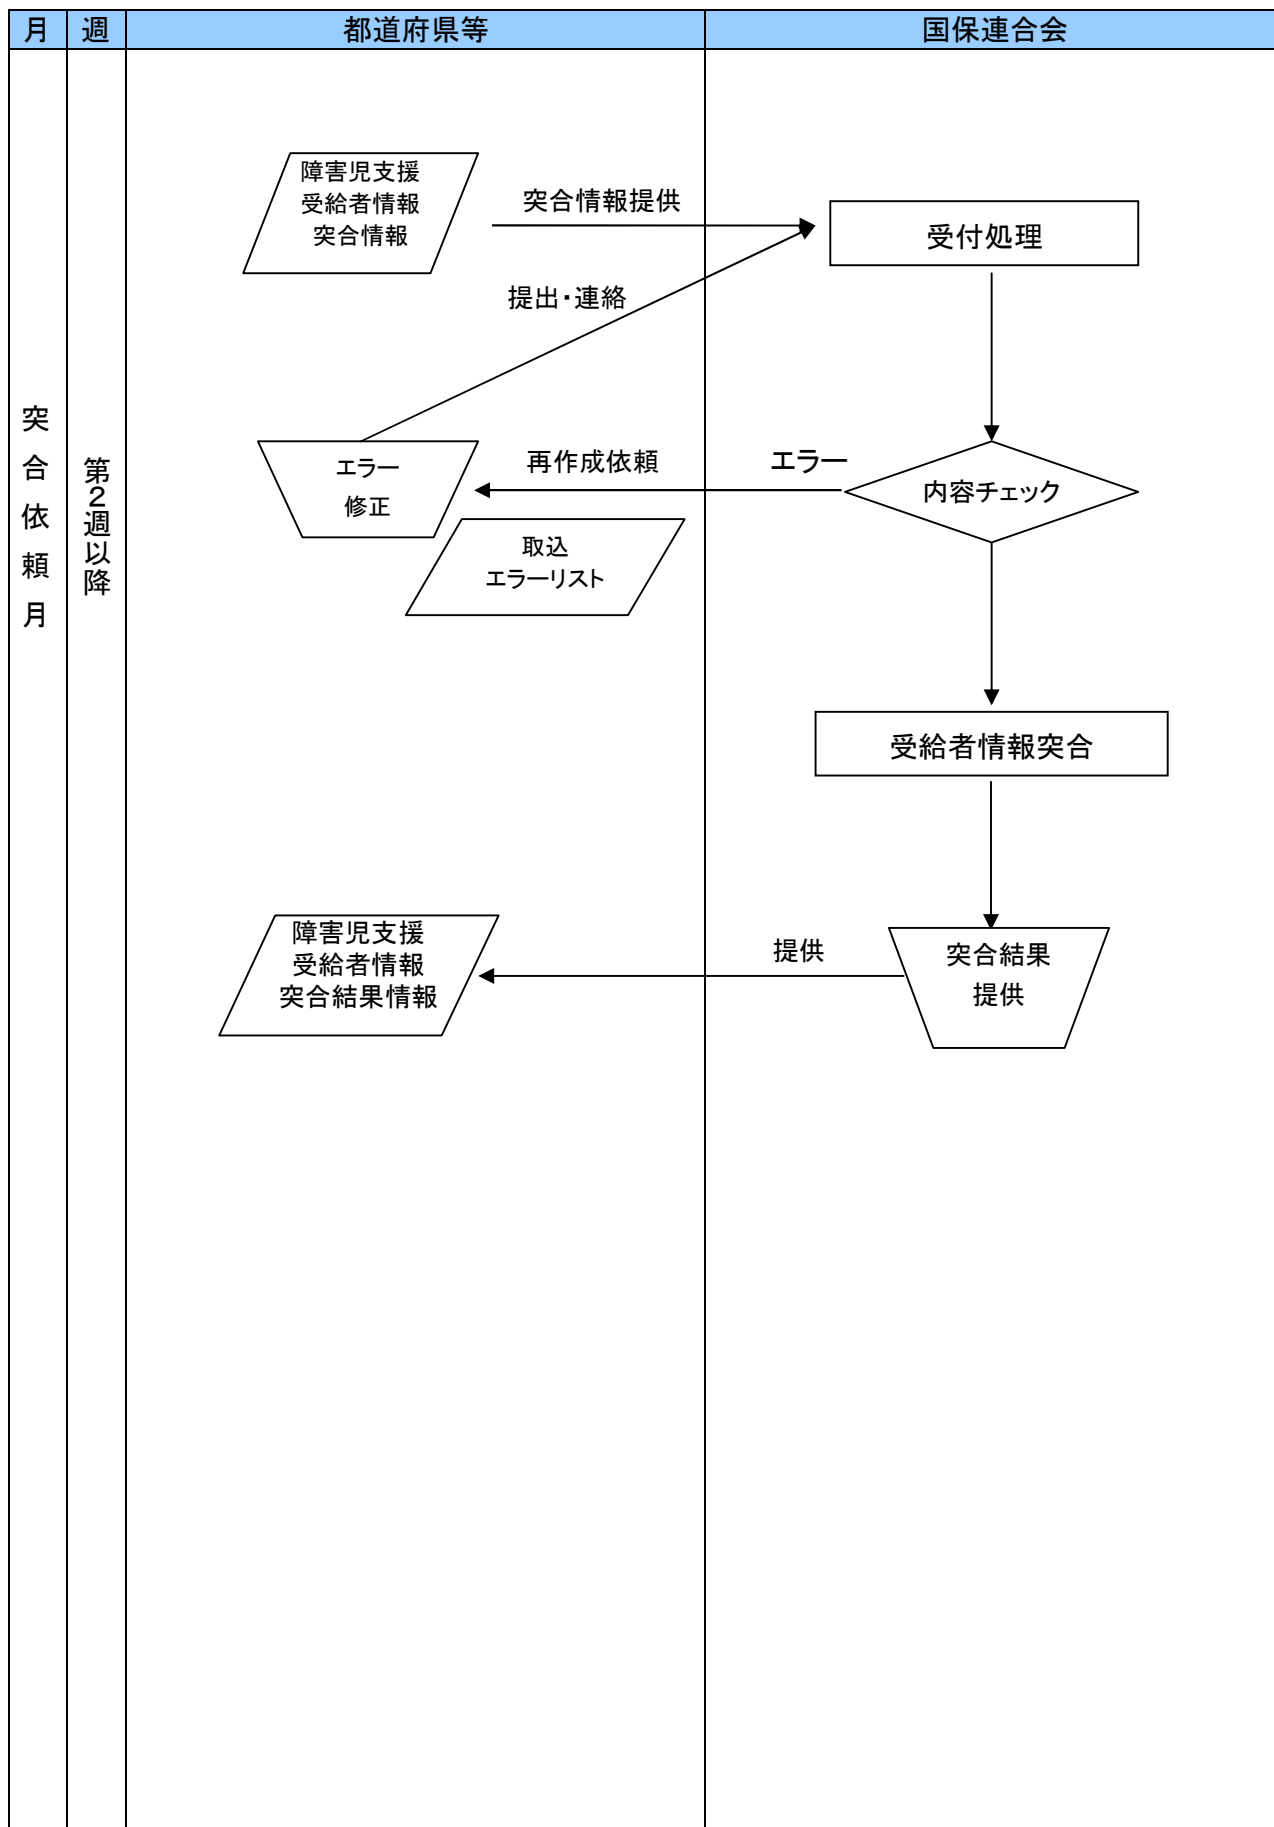 月 週 都道府県等 国保連合会
障害児支援
受給者情報
突合情報
突合情報提供
受付処理
提出・連絡
突合依頼月
第2週以降
エラー
修正
再作成依頼
エラー
内容チェック
取込
エラーリスト
受給者情報突合
障害児支援
受給者情報
突合結果情報
提供
突合結果
提供